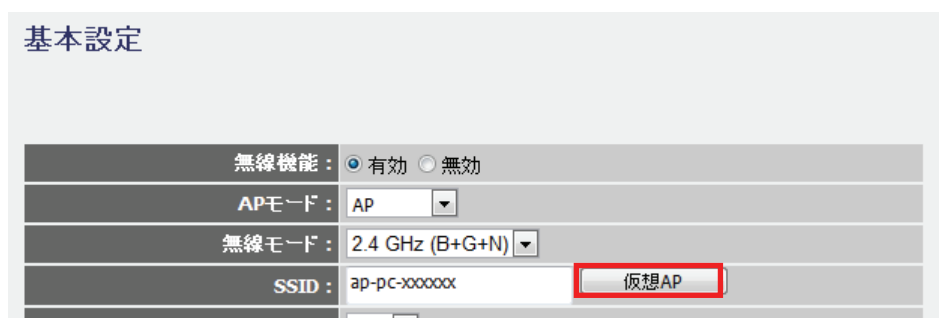 基本設定
無線機能： 有効 無効
APモード： AP
無線モード： 2.4 GHz (B+G+N)
SSID： ap-pc-xxxxxx 仮想AP